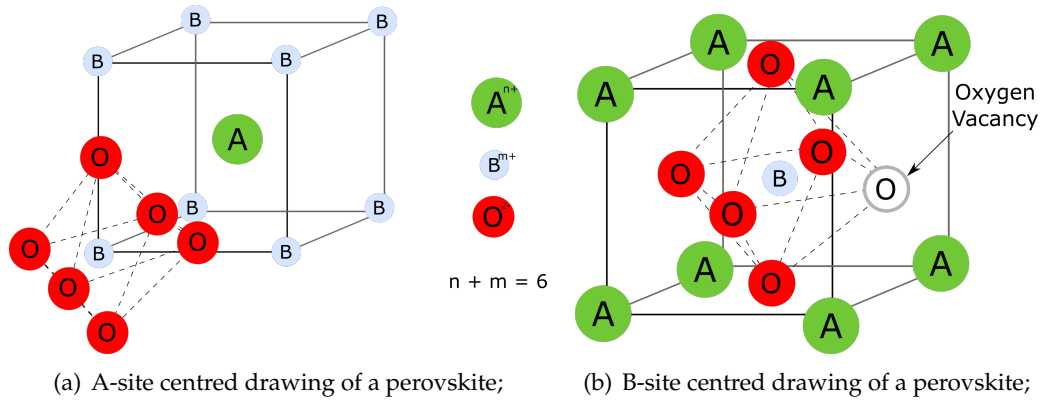 B
B
B
B
A
O
O
O
O
O
O
B
B
B
B
(a) A-site centred drawing of a perovskite;
A n+
B m+
O 2-
n + m = 6
A
A
A
A
O
O
O
B
O
O
O
A
A
A
A
Oxygen
Vacancy
(b) B-site centred drawing of a perovskite;